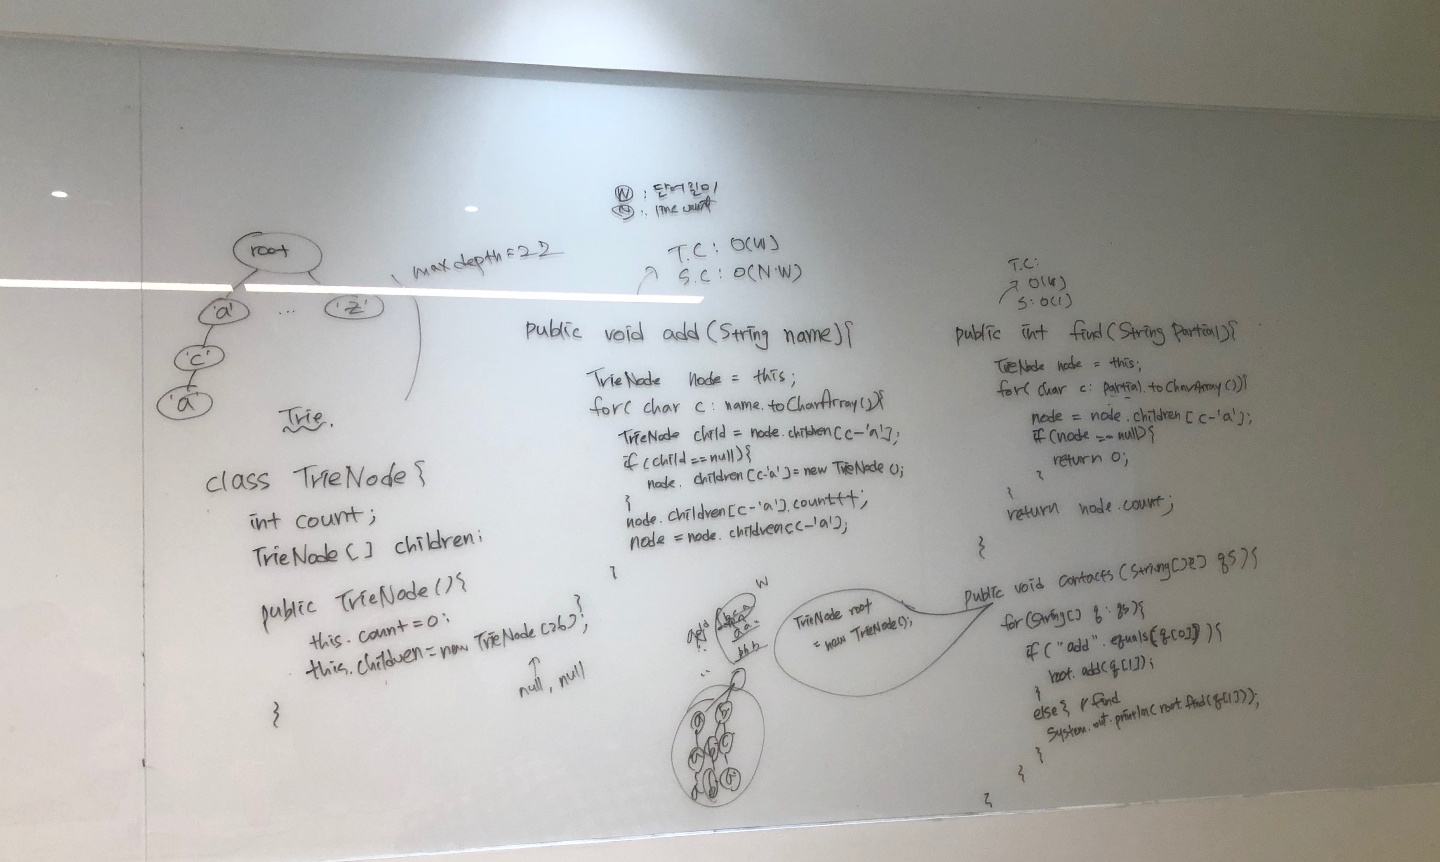 root
'a' ... 'z'
'c'
'a'
max depth = 22
Trie.
class TrieNode {
int count;
TrieNode[] children;
public TrieNode(){
this.count=0;
this.children=new TrieNode[26];
}
null, null
}
W : 단어길이
N : line count
T.C : O(W)
S.C : O(N·W)
public void add(String name){
TrieNode node = this;
for( char c : name.toCharArray()){
TrieNode child = node.children[c-'a'];
if(child==null){
node.children[c-'a']=new TrieNode();
}
node.children[c-'a'].count++;
node = node.children[c-'a'];
}
add
W
aa
bbb
a b
a b c
b
T.C:
O(W)
S:O(1)
public int find(String partial){
TrieNode node = this;
for( char c: partial.toCharArray()){
node = node.children[c-'a'];
if(node == null){
return 0;
}
}
return node.count;
}
TrieNode root
= new TrieNode();
public void contacts(String[][] qs){
for(String[] q : qs){
if("add".equals(q[0])){
root.add(q[1]);
}
else{ // find
System.out.println(root.find(q[1]));
}
}
}